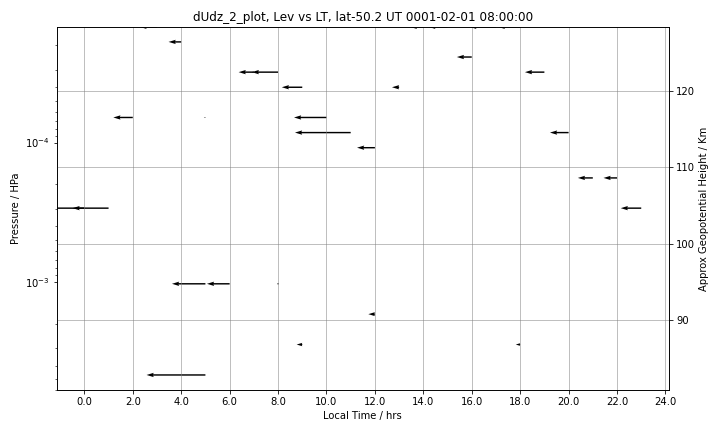 dUdz_2_plot, Lev vs LT, lat-50.2 UT 0001-02-01 08:00:00
Pressure / HPa
10⁻⁴
10⁻³
120
110
100
90
Approx Geopotential Height / Km
0.0 2.0 4.0 6.0 8.0 10.0 12.0 14.0 16.0 18.0 20.0 22.0 24.0
Local Time / hrs